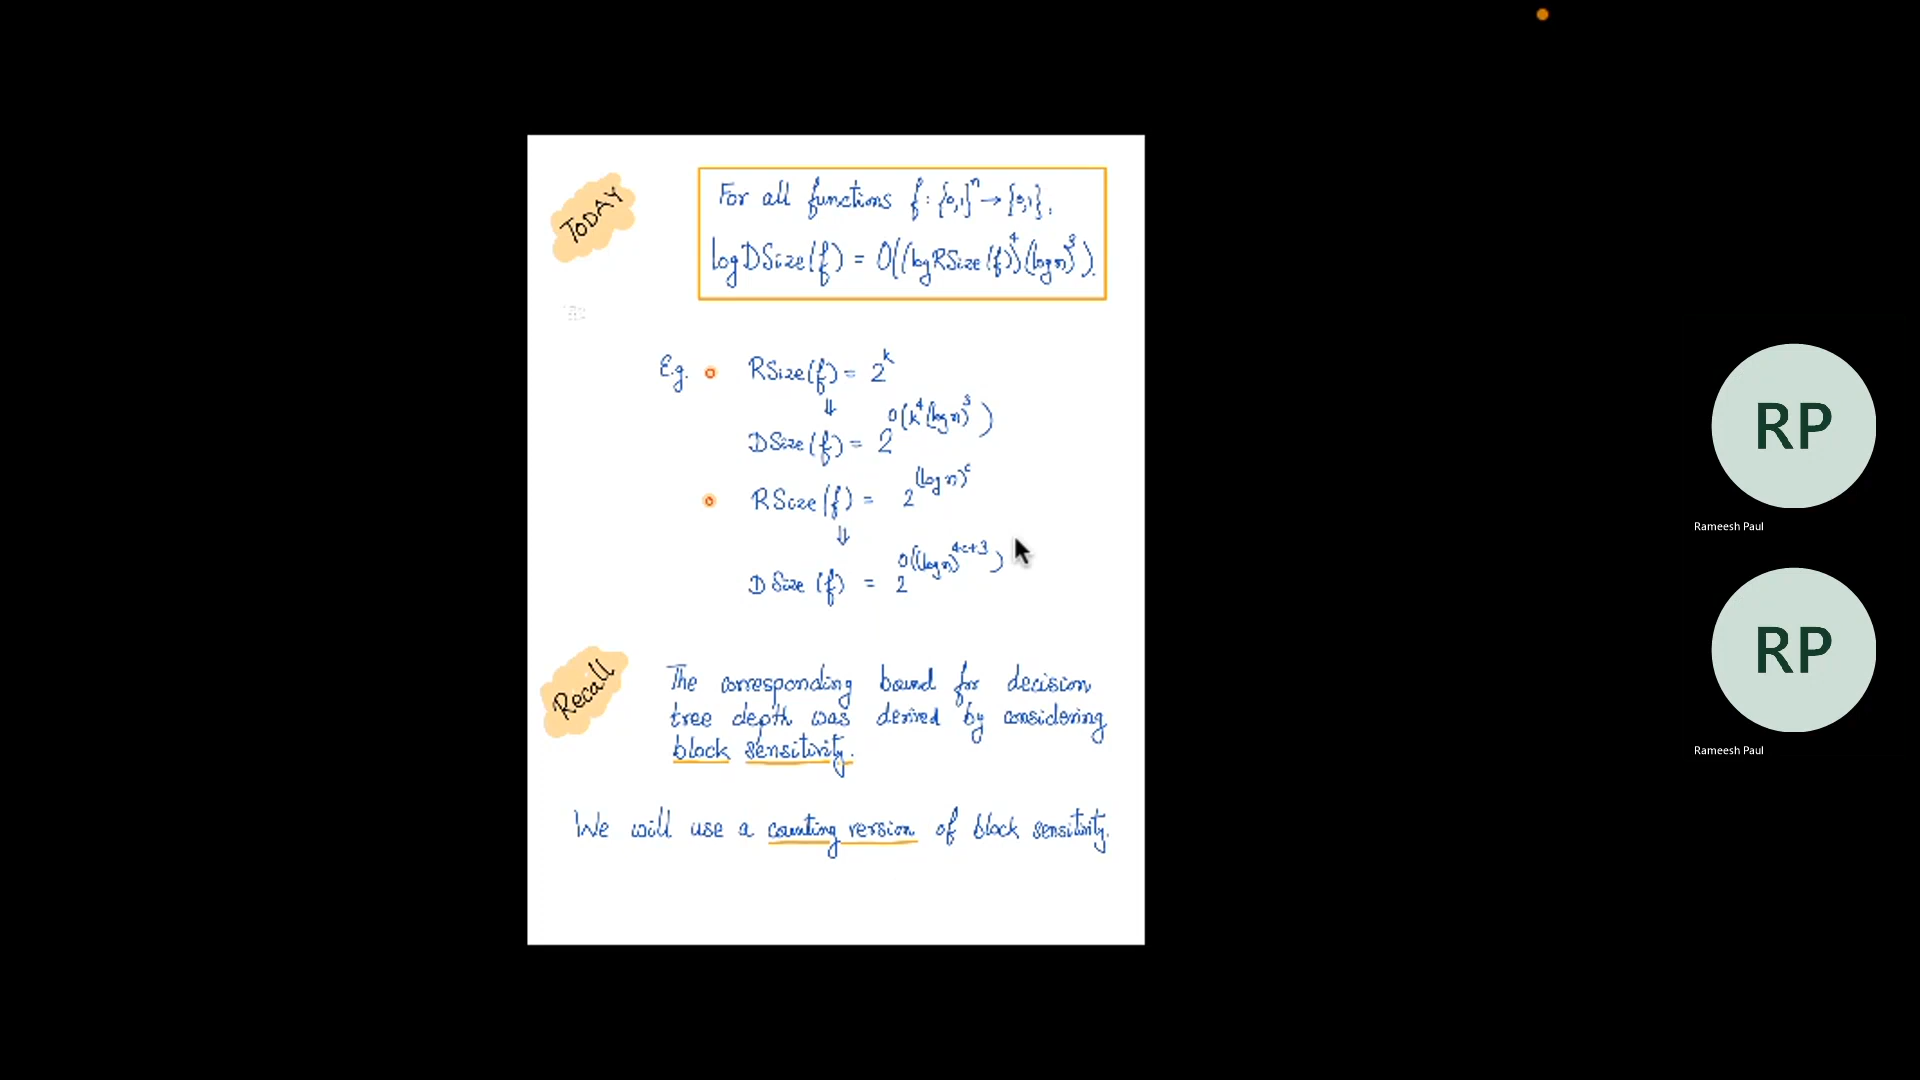 TODAY
For all functions f : {0,1}ⁿ → {0,1},
log DSize(f) = O((log RSize(f))⁴ (log n)³).
E.g. RSize(f) = 2^k
⇓
DSize(f) = 2^O(k⁴(log n)³)
RSize(f) = 2^(log n)^c
⇓
DSize(f) = 2^O((log n)^4c+3)
Recall
The corresponding bound for decision
tree depth was derived by considering
block sensitivity.
We will use a counting version of block sensitivity.
RP
Rameesh Paul
RP
Rameesh Paul